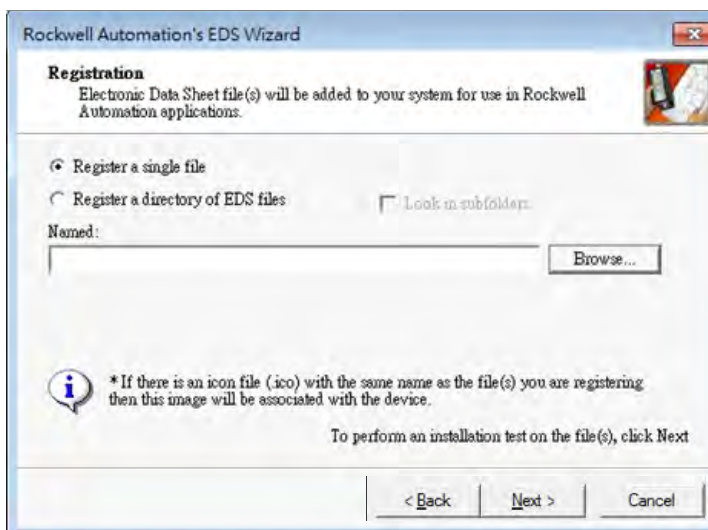 Rockwell Automation's EDS Wizard
Registration
Electronic Data Sheet file(s) will be added to your system for use in Rockwell
Automation applications.
Register a single file
Register a directory of EDS files
Look in subfolders
Named:
Browse...
* If there is an icon file (.ico) with the same name as the file(s) you are registering
then this image will be associated with the device.
To perform an installation test on the file(s), click Next
< Back
Next >
Cancel